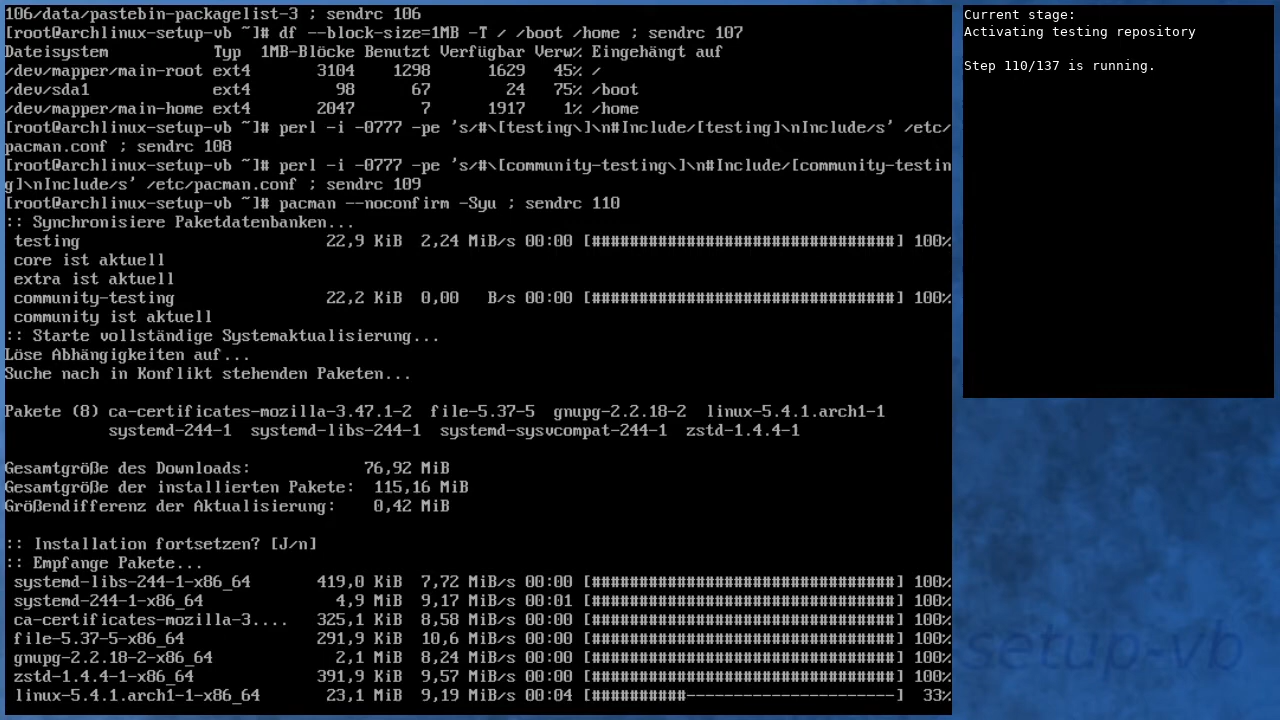 106/data/pastebin-packagelist-3 ; sendrc 106
[root@archlinux-setup-vb ~]# df --block-size=1MB -T / /boot /home ; sendrc 107
Dateisystem           Typ  1MB-Blöcke Benutzt Verfügbar Verw% Eingehängt auf
/dev/mapper/main-root ext4       3104    1298      1629   45% /
/dev/sda1             ext4         98      67        24   75% /boot
/dev/mapper/main-home ext4       2047       7      1917    1% /home
[root@archlinux-setup-vb ~]# perl -i -0777 -pe 's/#\[testing\]\n#Include/[testing]\nInclude/s' /etc/
pacman.conf ; sendrc 108
[root@archlinux-setup-vb ~]# perl -i -0777 -pe 's/#\[community-testing\]\n#Include/[community-testin
g]\nInclude/s' /etc/pacman.conf ; sendrc 109
[root@archlinux-setup-vb ~]# pacman --noconfirm -Syu ; sendrc 110
:: Synchronisiere Paketdatenbanken...
 testing                          22,9 KiB  2,24 MiB/s 00:00 [################################] 100%
 core ist aktuell
 extra ist aktuell
 community-testing                22,2 KiB  0,00   B/s 00:00 [################################] 100%
 community ist aktuell
:: Starte vollständige Systemaktualisierung...
Löse Abhängigkeiten auf...
Suche nach in Konflikt stehenden Paketen...

Pakete (8) ca-certificates-mozilla-3.47.1-2  file-5.37-5  gnupg-2.2.18-2  linux-5.4.1.arch1-1
           systemd-244-1  systemd-libs-244-1  systemd-sysvcompat-244-1  zstd-1.4.4-1

Gesamtgröße des Downloads:            76,92 MiB
Gesamtgröße der installierten Pakete:  115,16 MiB
Größendifferenz der Aktualisierung:    0,42 MiB

:: Installation fortsetzen? [J/n]
:: Empfange Pakete...
 systemd-libs-244-1-x86_64       419,0 KiB  7,72 MiB/s 00:00 [################################] 100%
 systemd-244-1-x86_64              4,9 MiB  9,17 MiB/s 00:01 [################################] 100%
 ca-certificates-mozilla-3....   325,1 KiB  8,58 MiB/s 00:00 [################################] 100%
 file-5.37-5-x86_64              291,9 KiB  10,6 MiB/s 00:00 [################################] 100%
 gnupg-2.2.18-2-x86_64             2,1 MiB  8,24 MiB/s 00:00 [################################] 100%
 zstd-1.4.4-1-x86_64             391,9 KiB  9,57 MiB/s 00:00 [################################] 100%
 linux-5.4.1.arch1-1-x86_64       23,1 MiB  9,19 MiB/s 00:04 [##########----------------------]  33%
Current stage:
Activating testing repository

Step 110/137 is running.
setup-vb